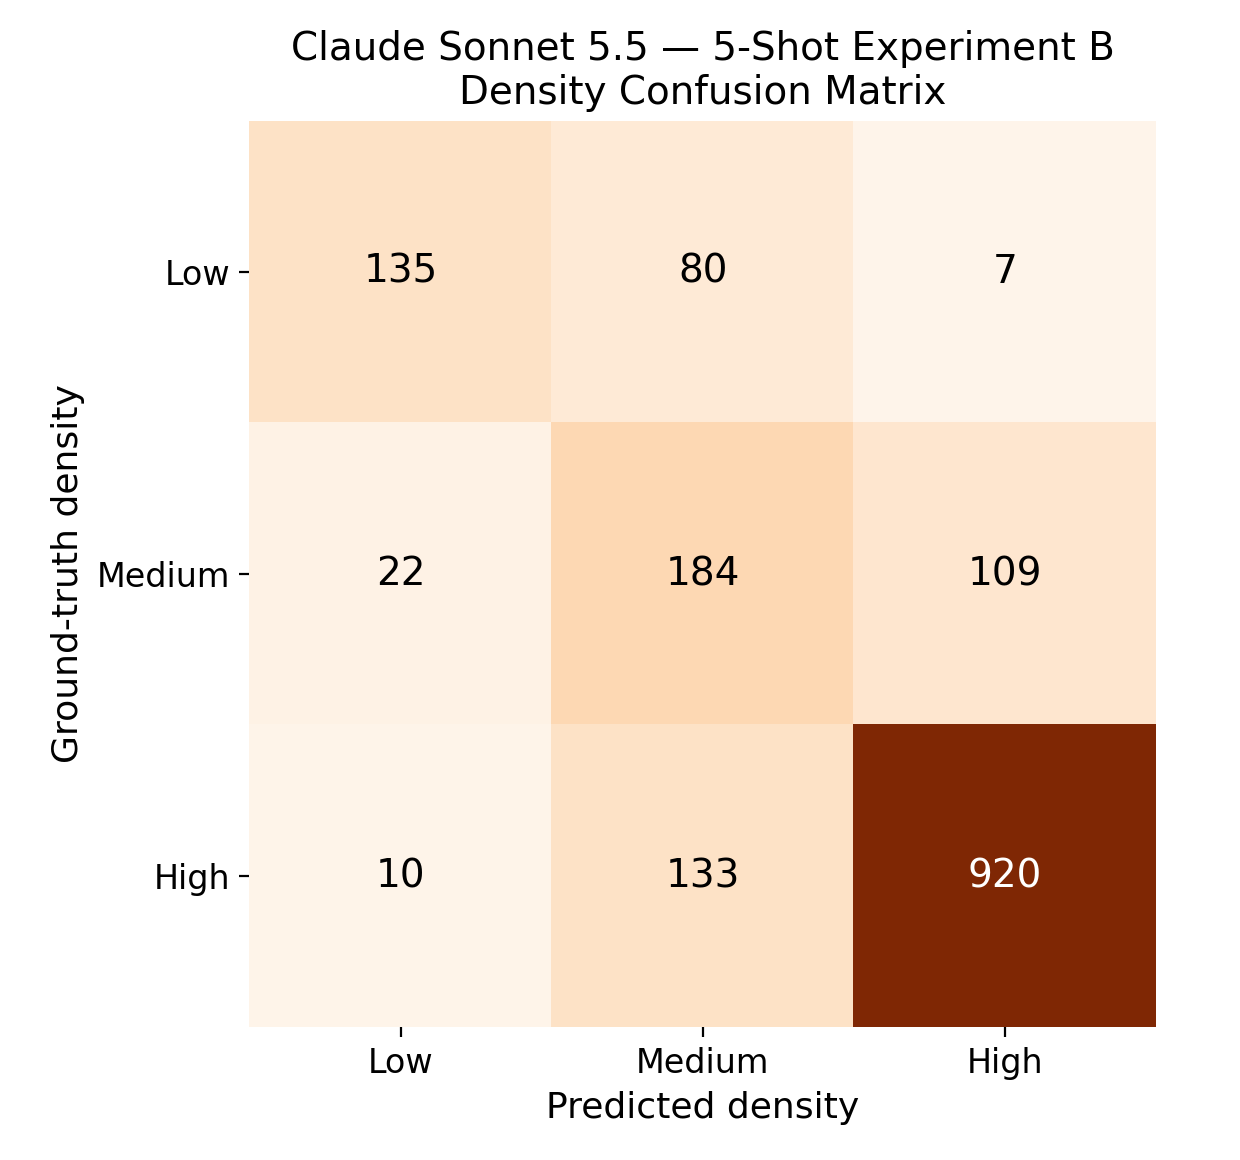 Claude Sonnet 5.5 — 5-Shot Experiment B
Density Confusion Matrix
Ground-truth density
Low
135
80
7
Medium
22
184
109
High
10
133
920
Low
Medium
High
Predicted density